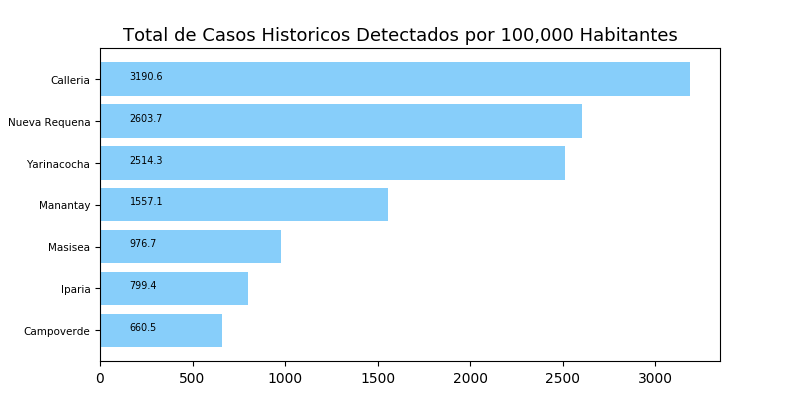 Total de Casos Historicos Detectados por 100,000 Habitantes
Calleria 3190.6
Nueva Requena 2603.7
Yarinacocha 2514.3
Manantay 1557.1
Masisea 976.7
Iparia 799.4
Campoverde 660.5
0 500 1000 1500 2000 2500 3000